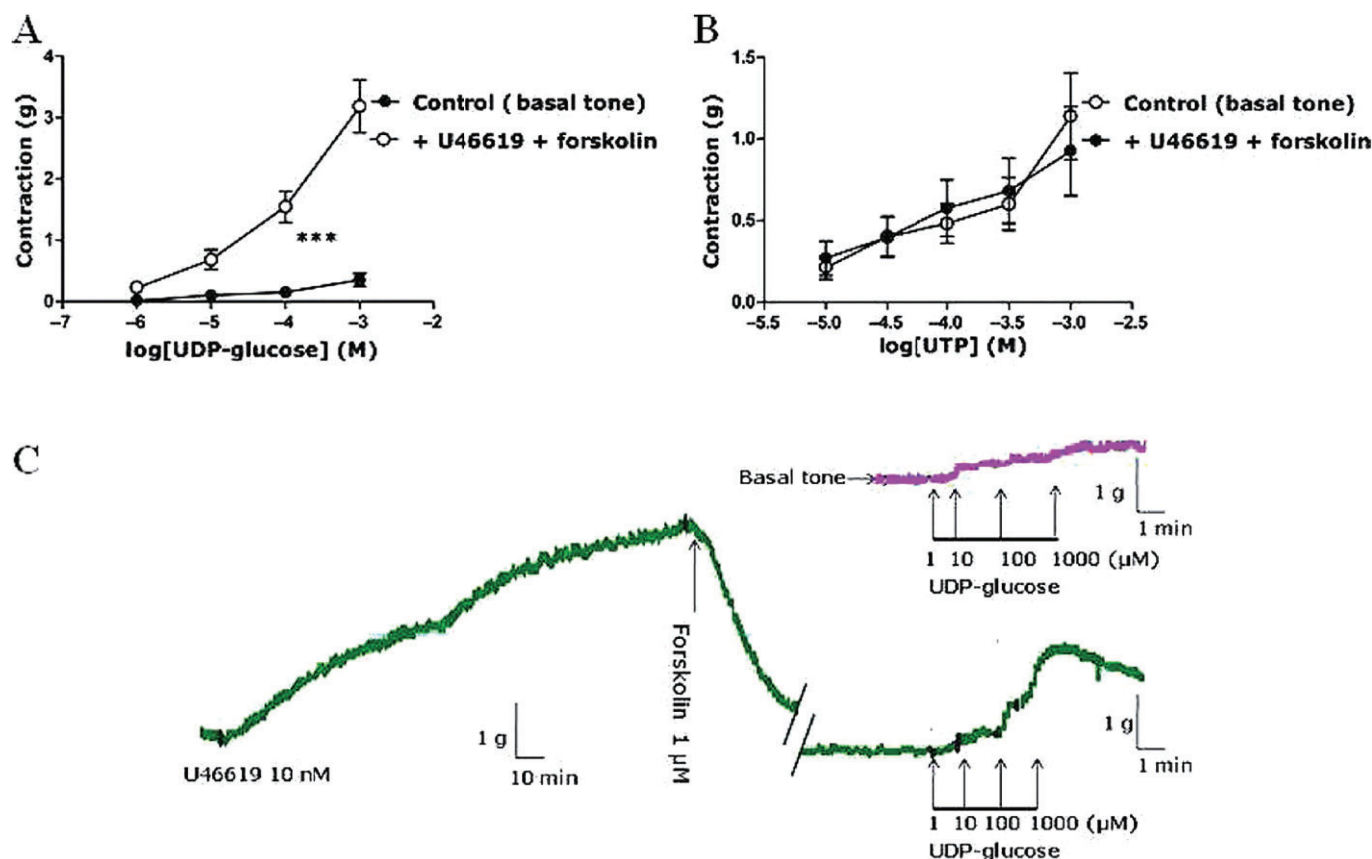 A
B
4
3
2
1
0
Contraction (g)
–7 –6 –5 –4 –3 –2
log[UDP-glucose] (M)
Control (basal tone)
+ U46619 + forskolin
***
1.5
1.0
0.5
0.0
Contraction (g)
–5.5 –5.0 –4.5 –4.0 –3.5 –3.0 –2.5
log[UTP] (M)
Control (basal tone)
+ U46619 + forskolin
C
Basal tone
1 g
1 min
1 10 100 1000 (µM)
UDP-glucose
U46619 10 nM
1 g
10 min
Forskolin 1 µM
1 g
1 min
1 10 100 1000 (µM)
UDP-glucose